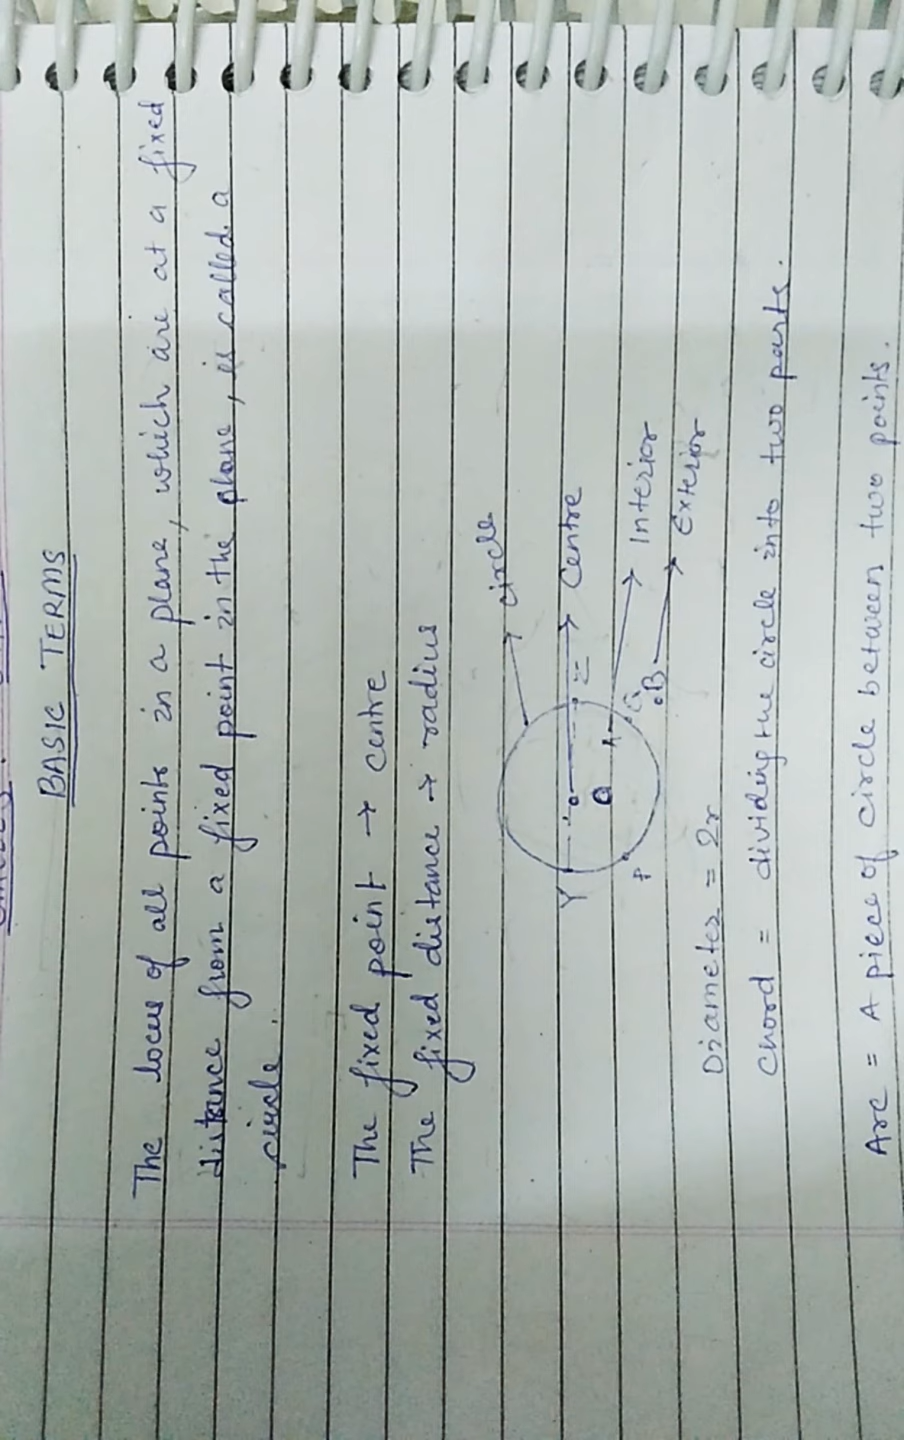 BASIC TERMS
The locus of all points in a plane, which are at a fixed
distance from a fixed point in the plane, is called a
circle.
The fixed point → centre
The fixed distance → radius
circle
Y
Centre
A
Interior
Q
B
Exterior
P
Diameter = 2r
Chord = dividing the circle into two parts.
Arc = A piece of circle between two points.